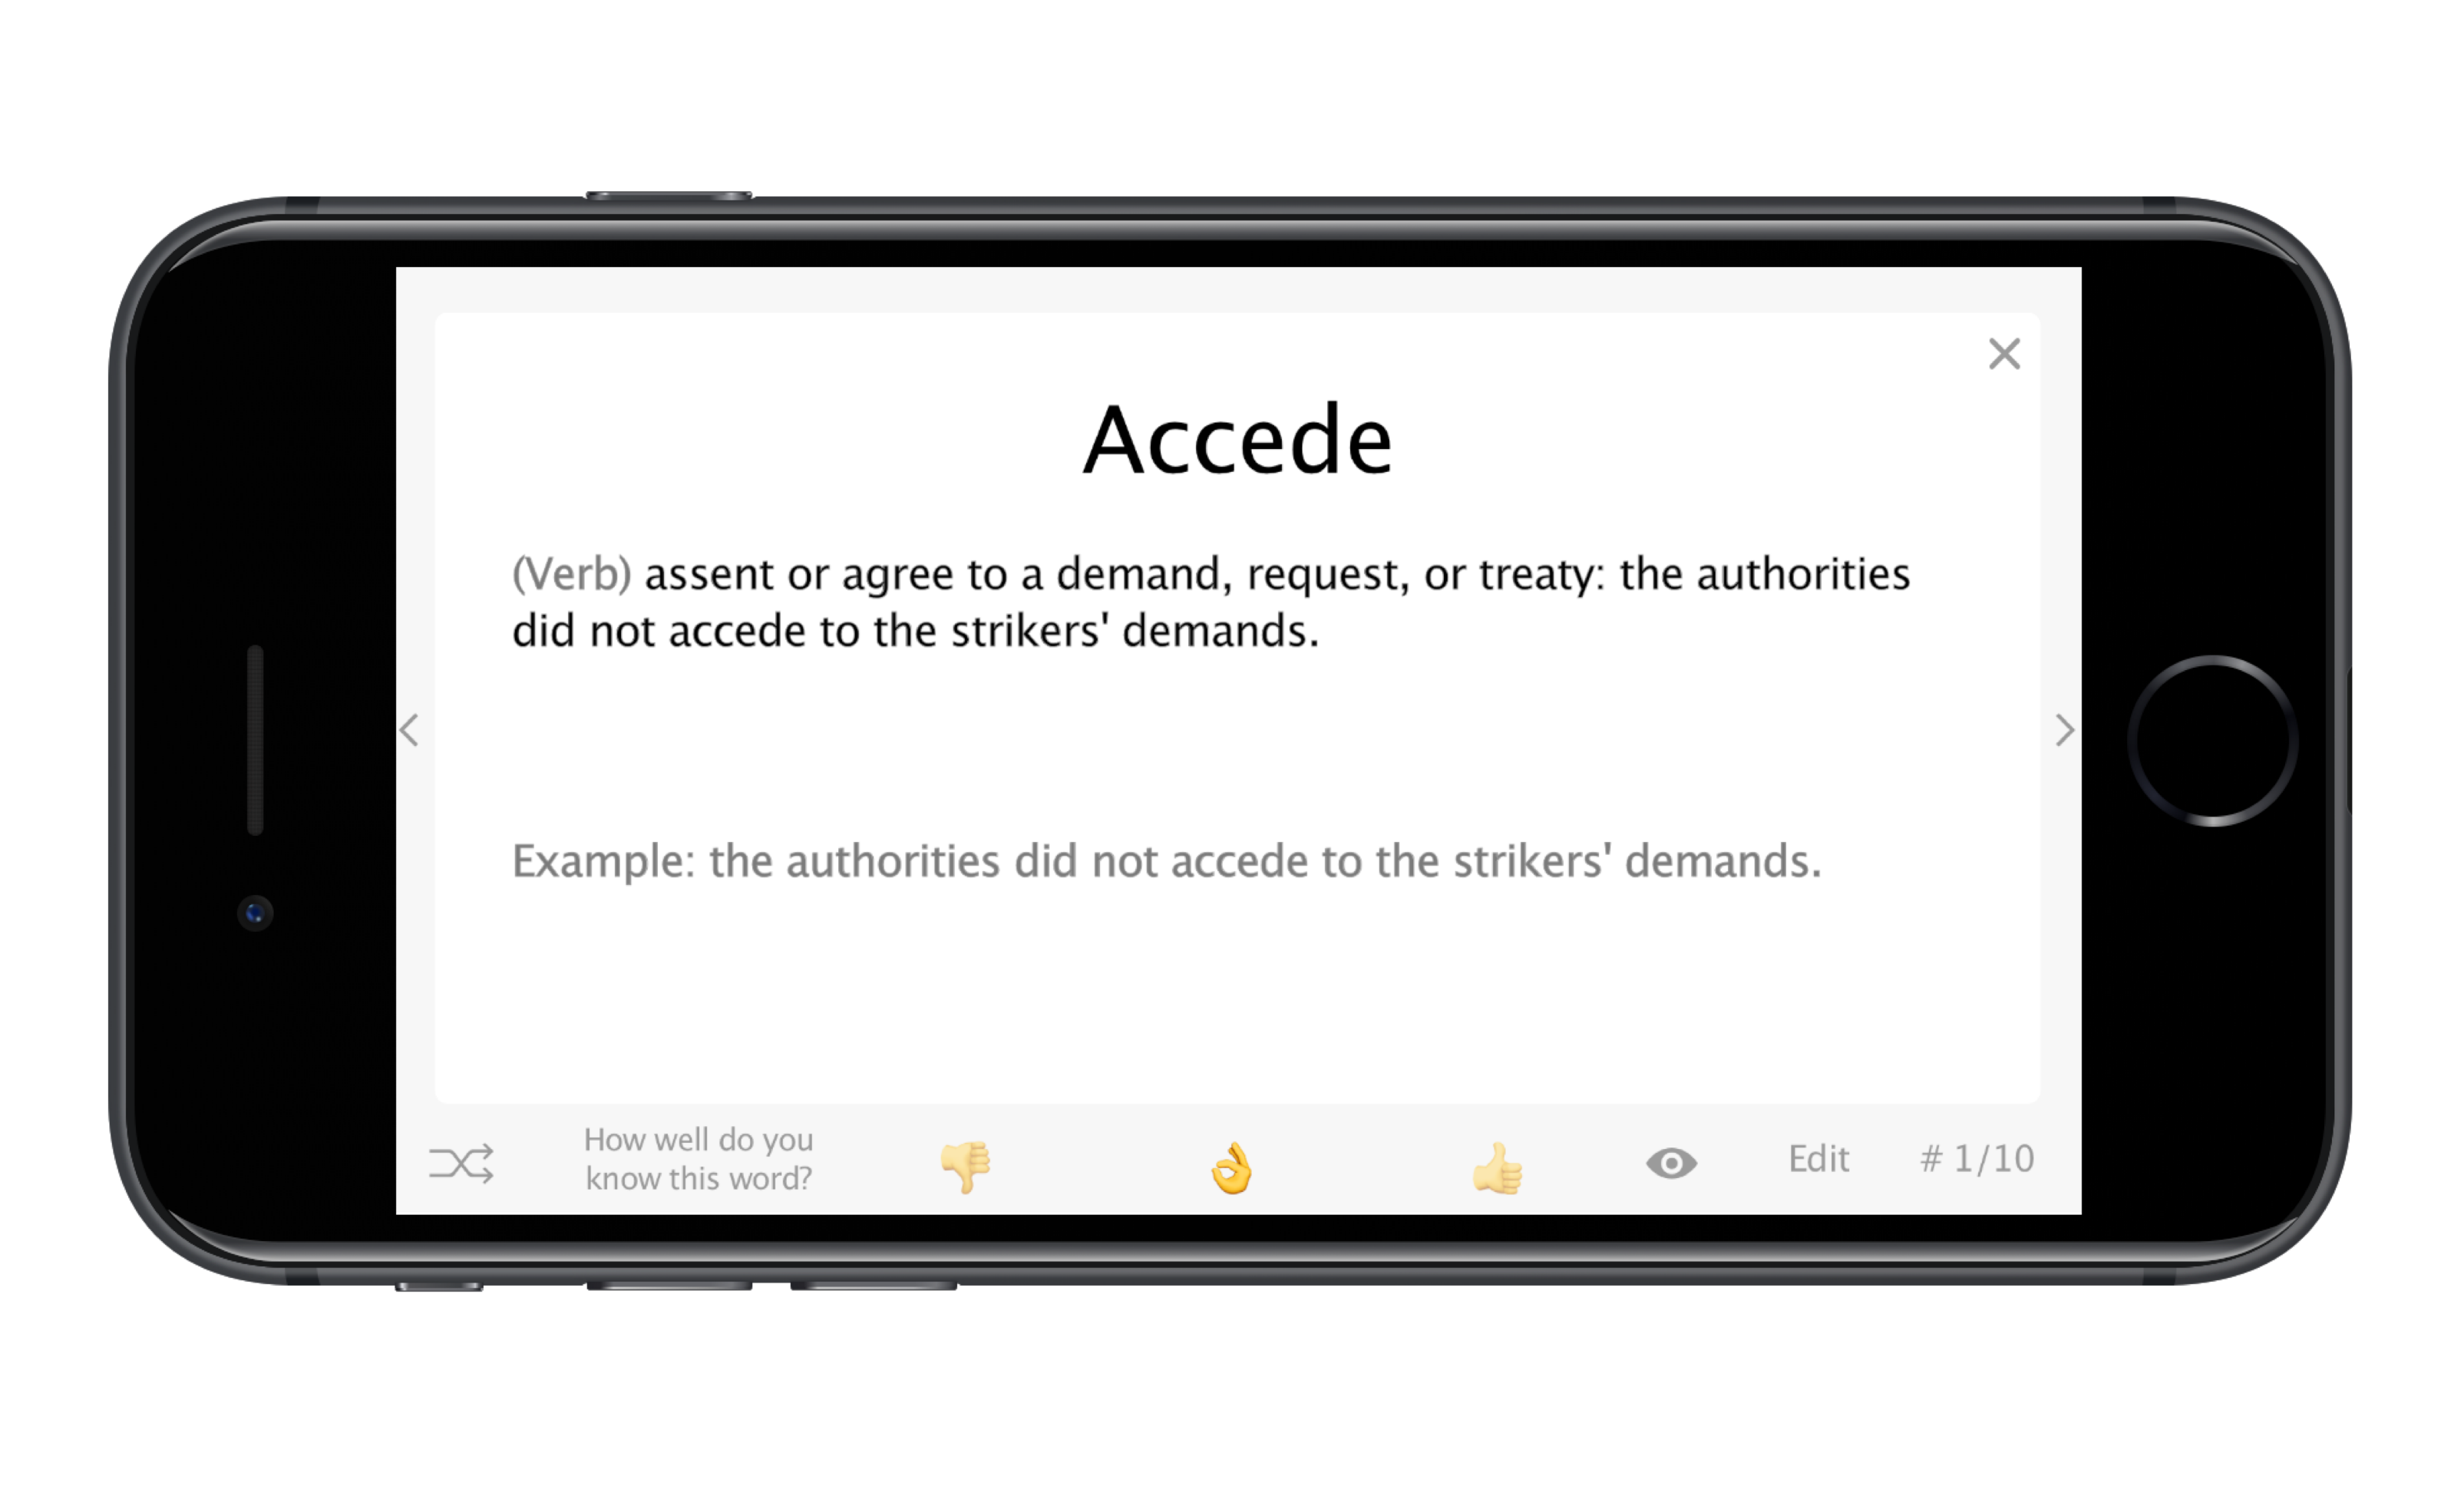 Accede
(Verb) assent or agree to a demand, request, or treaty: the authorities
did not accede to the strikers' demands.
Example: the authorities did not accede to the strikers' demands.
How well do you
know this word?
Edit
# 1/10